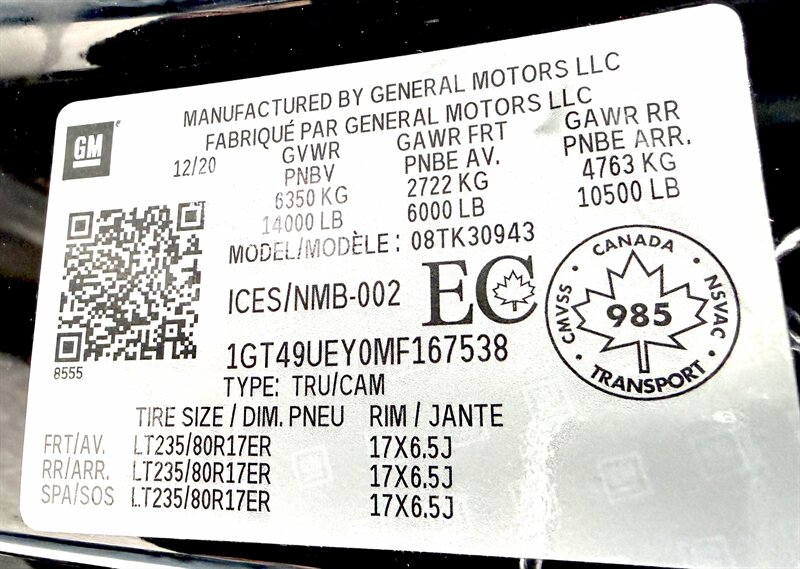 MANUFACTURED BY GENERAL MOTORS LLC
FABRIQUÉ PAR GENERAL MOTORS LLC
GM
12/20
GVWR
PNBV
6350 KG
14000 LB
GAWR FRT
PNBE AV.
2722 KG
6000 LB
GAWR RR
PNBE ARR.
4763 KG
10500 LB
MODEL/MODÈLE: 08TK30943
ICES/NMB-002
EC
CANADA
CMVSS
985
NSVAC
TRANSPORT
8555
1GT49UEY0MF167538
TYPE: TRU/CAM
TIRE SIZE / DIM. PNEU RIM / JANTE
FRT/AV. LT235/80R17ER 17X6.5J
RR/ARR. LT235/80R17ER 17X6.5J
SPA/SOS LT235/80R17ER 17X6.5J